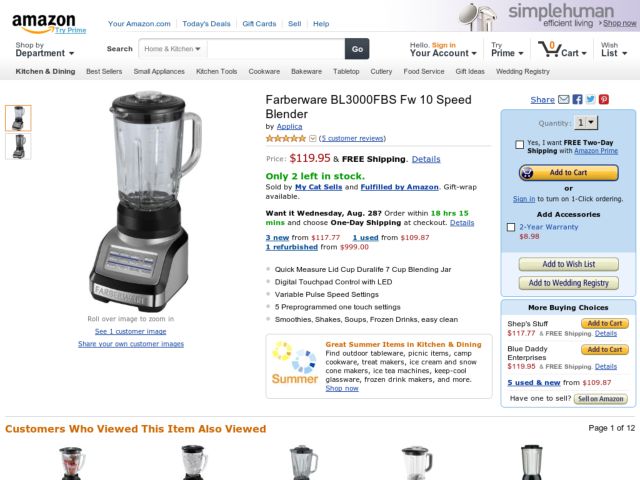 amazon
Try Prime
Your Amazon.com
Today's Deals
Gift Cards
Sell
Help
simplehuman
efficient living
Shop now
Shop by
Department
Search
Home & Kitchen
Go
Hello. Sign in
Your Account
Try
Prime
0
Cart
Wish
List
Kitchen & Dining
Best Sellers
Small Appliances
Kitchen Tools
Cookware
Bakeware
Tabletop
Cutlery
Food Service
Gift Ideas
Wedding Registry
FARBERWARE
Roll over image to zoom in
See 1 customer image
Share your own customer images
Farberware BL3000FBS Fw 10 Speed
Blender
by Applica
(5 customer reviews)
Price: $119.95 & FREE Shipping. Details
Only 2 left in stock.
Sold by My Cat Sells and Fulfilled by Amazon. Gift-wrap
available.
Want it Wednesday, Aug. 28? Order within 18 hrs 15
mins and choose One-Day Shipping at checkout. Details
3 new from $117.77 1 used from $109.87
1 refurbished from $999.00
Quick Measure Lid Cup Duralife 7 Cup Blending Jar
Digital Touchpad Control with LED
Variable Pulse Speed Settings
5 Preprogrammed one touch settings
Smoothies, Shakes, Soups, Frozen Drinks, easy clean
Summer
Great Summer Items in Kitchen & Dining
Find outdoor tableware, picnic items, camp
cookware, treat makers, ice cream and snow
cone makers, ice tea machines, keep-cool
glassware, frozen drink makers, and more.
Shop now
Share
Quantity: 1
Yes, I want FREE Two-Day
Shipping with Amazon Prime
Add to Cart
or
Sign in to turn on 1-Click ordering.
Add Accessories
2-Year Warranty
$8.98
Add to Wish List
Add to Wedding Registry
More Buying Choices
Shep's Stuff
Add to Cart
$117.77 & FREE Shipping. Details
Blue Daddy
Enterprises
Add to Cart
$119.95 & FREE Shipping. Details
5 used & new from $109.87
Have one to sell? Sell on Amazon
Customers Who Viewed This Item Also Viewed
Page 1 of 12